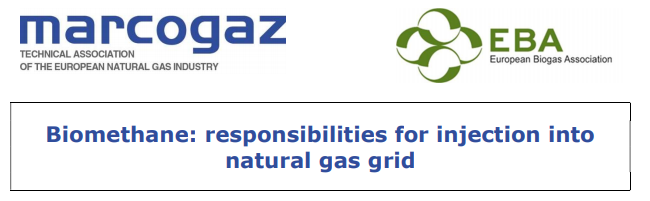 marcogaz
TECHNICAL ASSOCIATION
OF THE EUROPEAN NATURAL GAS INDUSTRY
EBA
European Biogas Association
Biomethane: responsibilities for injection into
natural gas grid